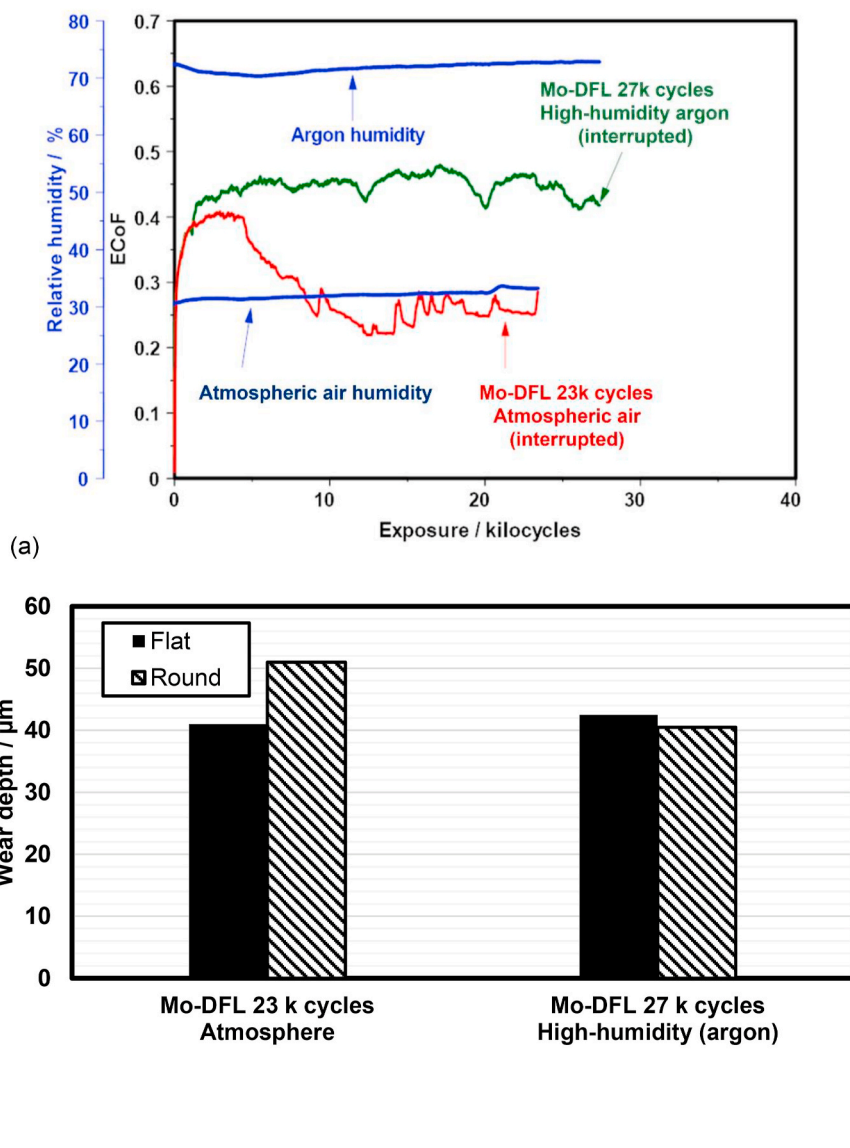 80
70
60
50
40
30
20
10
0
Relative humidity / %
0.7
0.6
0.5
0.4
0.3
0.2
0.1
0
ECoF
Argon humidity
Mo-DFL 27k cycles
High-humidity argon
(interrupted)
Atmospheric air humidity
Mo-DFL 23k cycles
Atmospheric air
(interrupted)
0
10
20
30
40
Exposure / kilocycles
(a)
60
50
40
30
20
10
0
Wear depth / µm
Flat
Round
Mo-DFL 23 k cycles
Atmosphere
Mo-DFL 27 k cycles
High-humidity (argon)